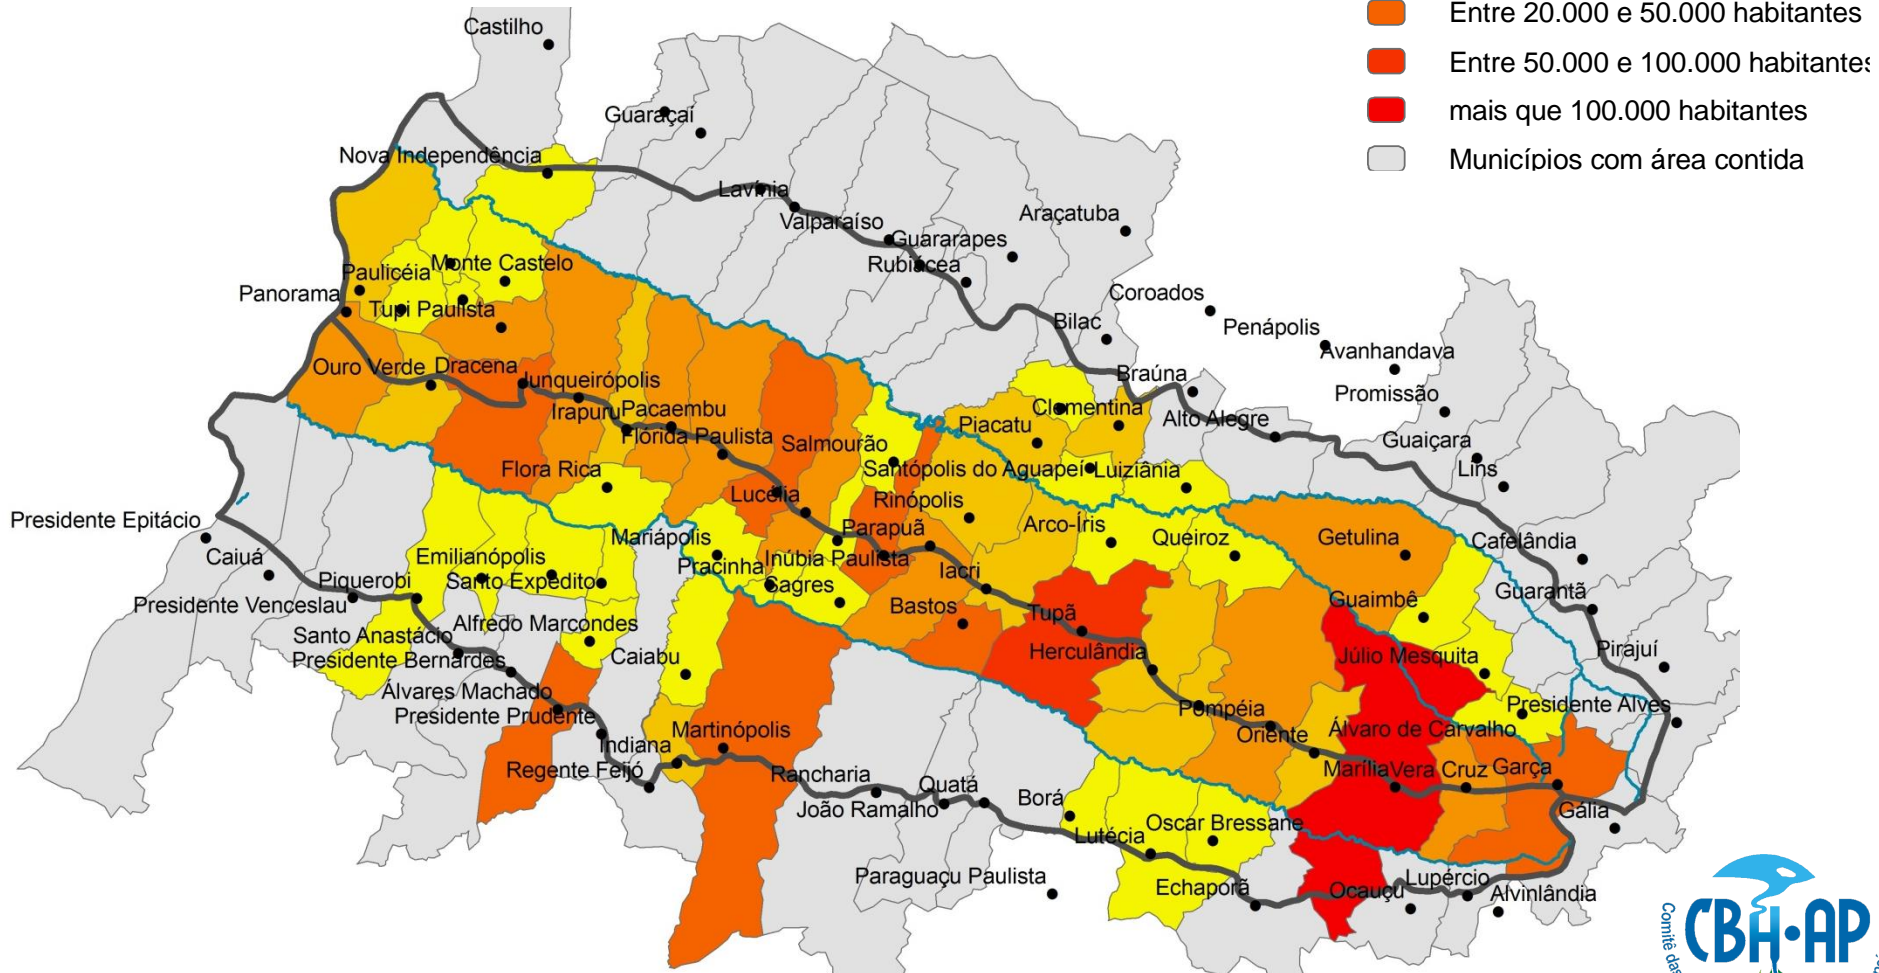 Castilho
Entre 20.000 e 50.000 habitantes
Entre 50.000 e 100.000 habitantes
mais que 100.000 habitantes
Municípios com área contida
Guaraçaí
Nova Independência
Lavínia
Valparaíso
Araçatuba
Guararapes
Rubiácea
Paulicéia
Monte Castelo
Panorama
Tupi Paulista
Coroados
Bilac
Penápolis
Avanhandava
Ouro Verde
Dracena
Junqueirópolis
Braúna
Promissão
Irapuru
Pacaembu
Clementina
Alto Alegre
Flórida Paulista
Salmourão
Piacatu
Guaiçara
Flora Rica
Santópolis do Aguapeí
Luiziânia
Lins
Lucélia
Rinópolis
Presidente Epitácio
Parapuã
Arco-Íris
Mariápolis
Queiroz
Getulina
Cafelândia
Caiuá
Emilianópolis
Pracinha
Inúbia Paulista
Iacri
Piquerobi
Santo Expedito
Sagres
Guarantã
Presidente Venceslau
Bastos
Tupã
Guaimbê
Alfredo Marcondes
Santo Anastácio
Presidente Bernardes
Caiabu
Herculândia
Júlio Mesquita
Pirajuí
Álvares Machado
Presidente Prudente
Pompéia
Presidente Alves
Martinópolis
Oriente
Álvaro de Carvalho
Indiana
Regente Feijó
Rancharia
Quatá
Marília
Vera Cruz
Garça
João Ramalho
Borá
Gália
Lutécia
Oscar Bressane
Paraguaçu Paulista
Echaporã
Ocauçu
Lupércio
Alvinlândia
CBH-AP
Comitê das